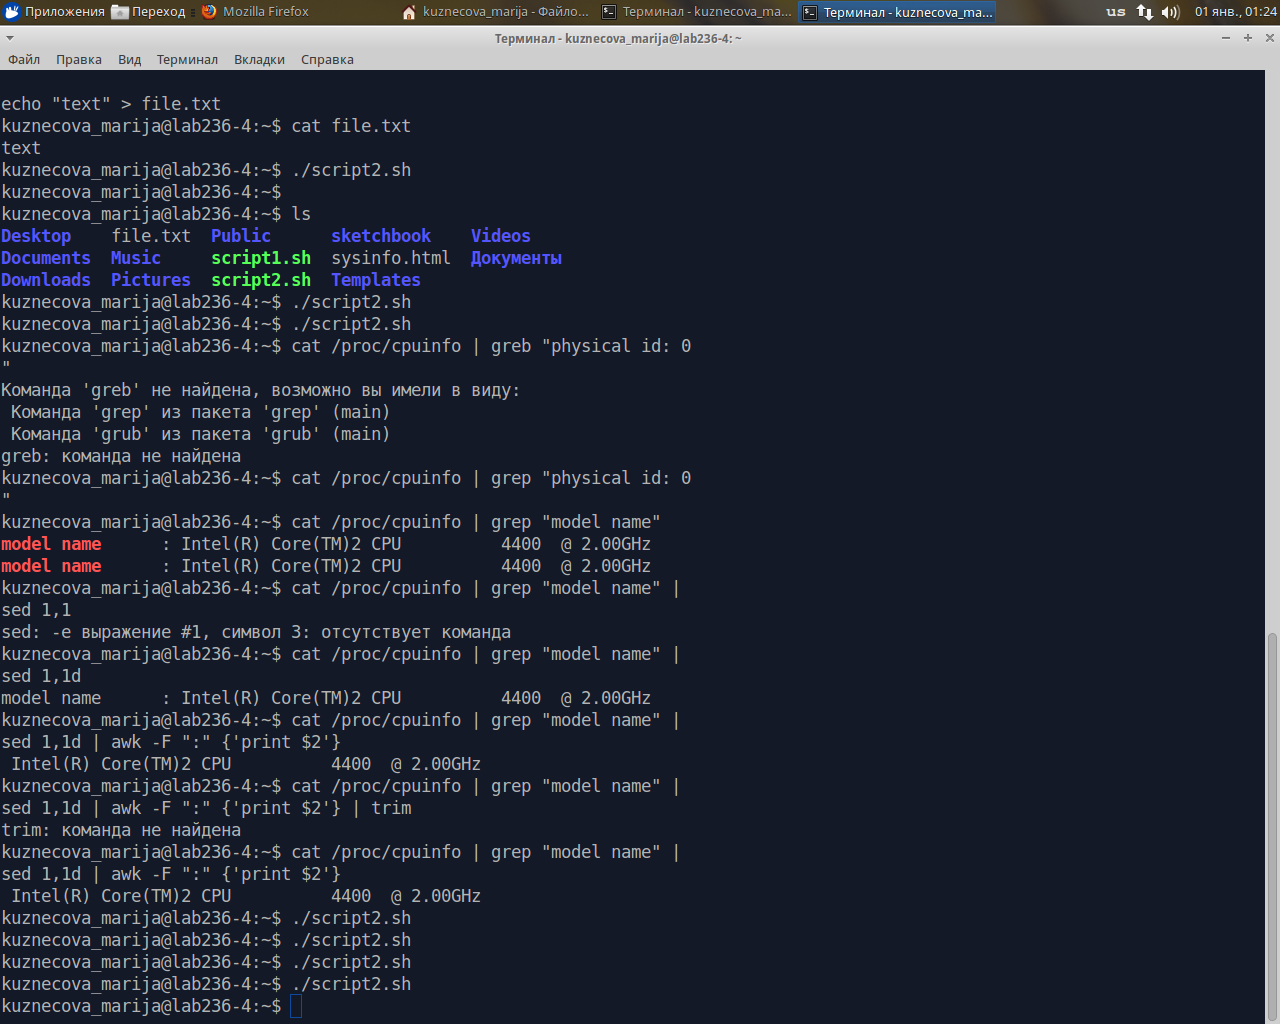 Приложения Переход Mozilla Firefox kuznecova_marija - Файло... Терминал - kuznecova_ma... Терминал - kuznecova_ma... us 01 янв., 01:24
Терминал - kuznecova_marija@lab236-4: ~
Файл Правка Вид Терминал Вкладки Справка
echo "text" > file.txt
kuznecova_marija@lab236-4:~$ cat file.txt
text
kuznecova_marija@lab236-4:~$ ./script2.sh
kuznecova_marija@lab236-4:~$
kuznecova_marija@lab236-4:~$ ls
Desktop    file.txt  Public      sketchbook    Videos
Documents  Music     script1.sh  sysinfo.html  Документы
Downloads  Pictures  script2.sh  Templates
kuznecova_marija@lab236-4:~$ ./script2.sh
kuznecova_marija@lab236-4:~$ ./script2.sh
kuznecova_marija@lab236-4:~$ cat /proc/cpuinfo | greb "physical id: 0
"
Команда 'greb' не найдена, возможно вы имели в виду:
 Команда 'grep' из пакета 'grep' (main)
 Команда 'grub' из пакета 'grub' (main)
greb: команда не найдена
kuznecova_marija@lab236-4:~$ cat /proc/cpuinfo | grep "physical id: 0
"
kuznecova_marija@lab236-4:~$ cat /proc/cpuinfo | grep "model name"
model name      : Intel(R) Core(TM)2 CPU          4400  @ 2.00GHz
model name      : Intel(R) Core(TM)2 CPU          4400  @ 2.00GHz
kuznecova_marija@lab236-4:~$ cat /proc/cpuinfo | grep "model name" |
sed 1,1
sed: -e выражение #1, символ 3: отсутствует команда
kuznecova_marija@lab236-4:~$ cat /proc/cpuinfo | grep "model name" |
sed 1,1d
model name      : Intel(R) Core(TM)2 CPU          4400  @ 2.00GHz
kuznecova_marija@lab236-4:~$ cat /proc/cpuinfo | grep "model name" |
sed 1,1d | awk -F ":" {'print $2'}
 Intel(R) Core(TM)2 CPU          4400  @ 2.00GHz
kuznecova_marija@lab236-4:~$ cat /proc/cpuinfo | grep "model name" |
sed 1,1d | awk -F ":" {'print $2'} | trim
trim: команда не найдена
kuznecova_marija@lab236-4:~$ cat /proc/cpuinfo | grep "model name" |
sed 1,1d | awk -F ":" {'print $2'}
 Intel(R) Core(TM)2 CPU          4400  @ 2.00GHz
kuznecova_marija@lab236-4:~$ ./script2.sh
kuznecova_marija@lab236-4:~$ ./script2.sh
kuznecova_marija@lab236-4:~$ ./script2.sh
kuznecova_marija@lab236-4:~$ ./script2.sh
kuznecova_marija@lab236-4:~$